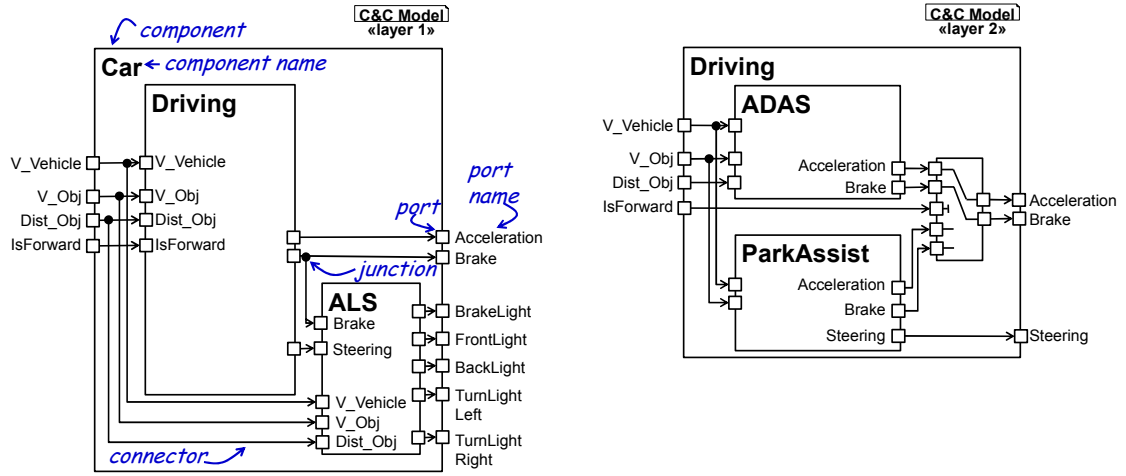 C&C Model
«layer 1»
component
Car
component name
Driving
V_Vehicle
V_Vehicle
V_Obj
V_Obj
Dist_Obj
Dist_Obj
IsForward
IsForward
port
name
port
Acceleration
Brake
junction
ALS
Brake
Steering
BrakeLight
FrontLight
BackLight
V_Vehicle
TurnLight
Left
V_Obj
Dist_Obj
TurnLight
Right
connector
C&C Model
«layer 2»
Driving
ADAS
V_Vehicle
V_Obj
Dist_Obj
IsForward
Acceleration
Brake
Acceleration
Brake
ParkAssist
Acceleration
Brake
Steering
Steering